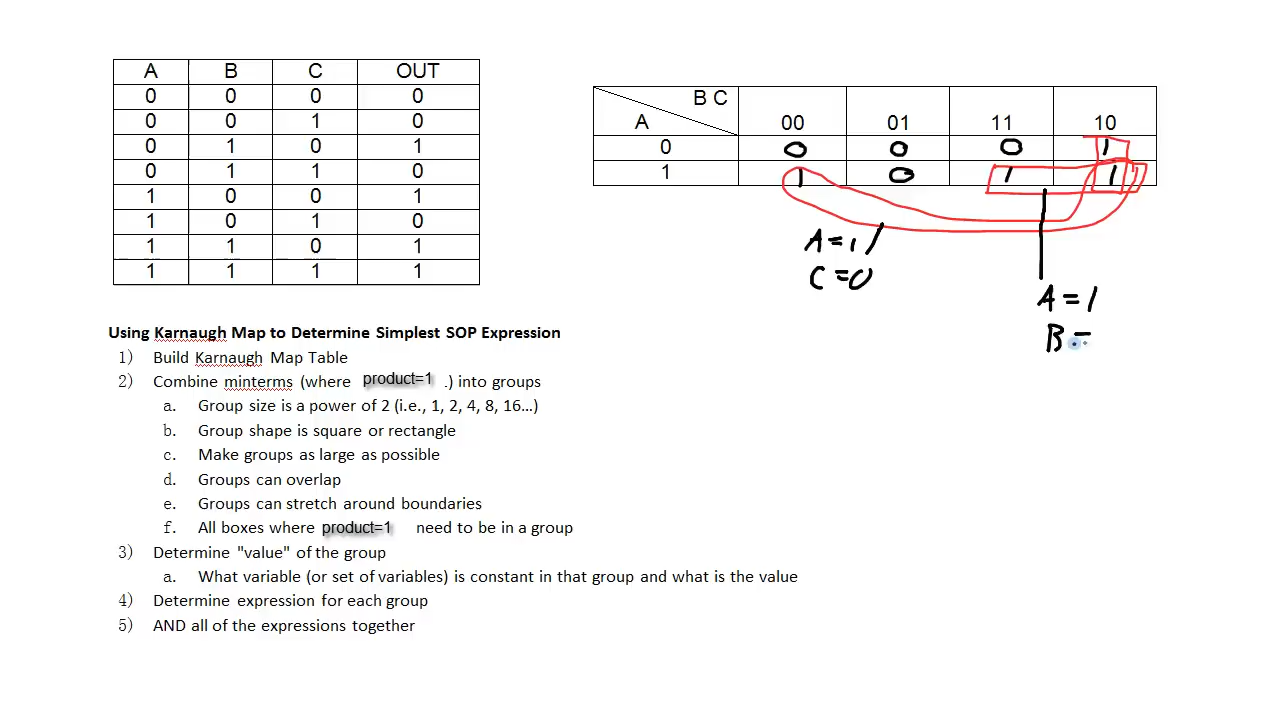 A B C OUT
0 0 0 0
0 0 1 0
0 1 0 1
0 1 1 0
1 0 0 1
1 0 1 0
1 1 0 1
1 1 1 1
B C
A 00 01 11 10
0 0 0 0 1
1 1 0 1 1
A = 1
C = 0
A = 1
B =
Using Karnaugh Map to Determine Simplest SOP Expression
1) Build Karnaugh Map Table
2) Combine minterms (where product=1 .) into groups
a. Group size is a power of 2 (i.e., 1, 2, 4, 8, 16…)
b. Group shape is square or rectangle
c. Make groups as large as possible
d. Groups can overlap
e. Groups can stretch around boundaries
f. All boxes where product=1 need to be in a group
3) Determine "value" of the group
a. What variable (or set of variables) is constant in that group and what is the value
4) Determine expression for each group
5) AND all of the expressions together